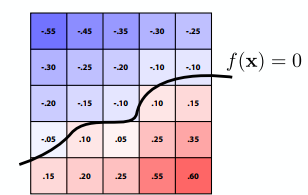 -.55 -.45 -.35 -.30 -.25
-.30 -.25 -.20 -.10 -.10 f(x) = 0
-.20 -.15 -.10 .10 .15
-.05 .10 .05 .25 .35
.15 .20 .25 .55 .60